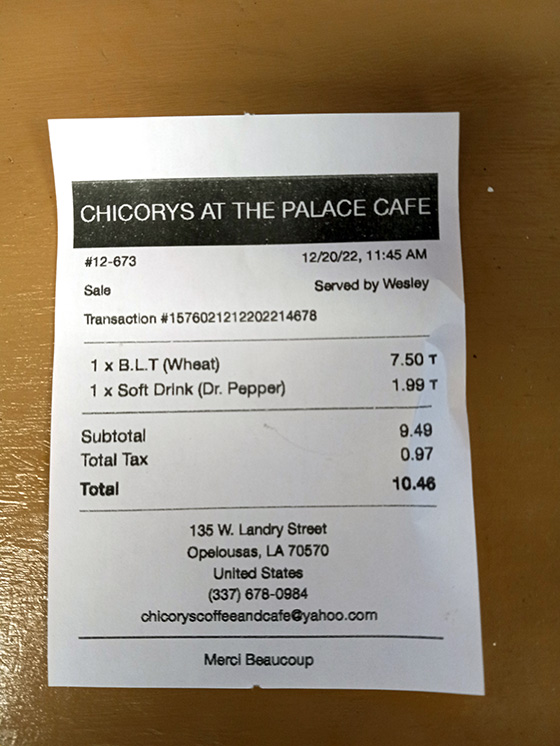 CHICORYS AT THE PALACE CAFE
#12-673 12/20/22, 11:45 AM
Sale Served by Wesley
Transaction #1576021212202214678
1 x B.L.T (Wheat) 7.50 T
1 x Soft Drink (Dr. Pepper) 1.99 T
Subtotal 9.49
Total Tax 0.97
Total 10.46
135 W. Landry Street
Opelousas, LA 70570
United States
(337) 678-0984
chicoryscoffeeandcafe@yahoo.com
Merci Beaucoup